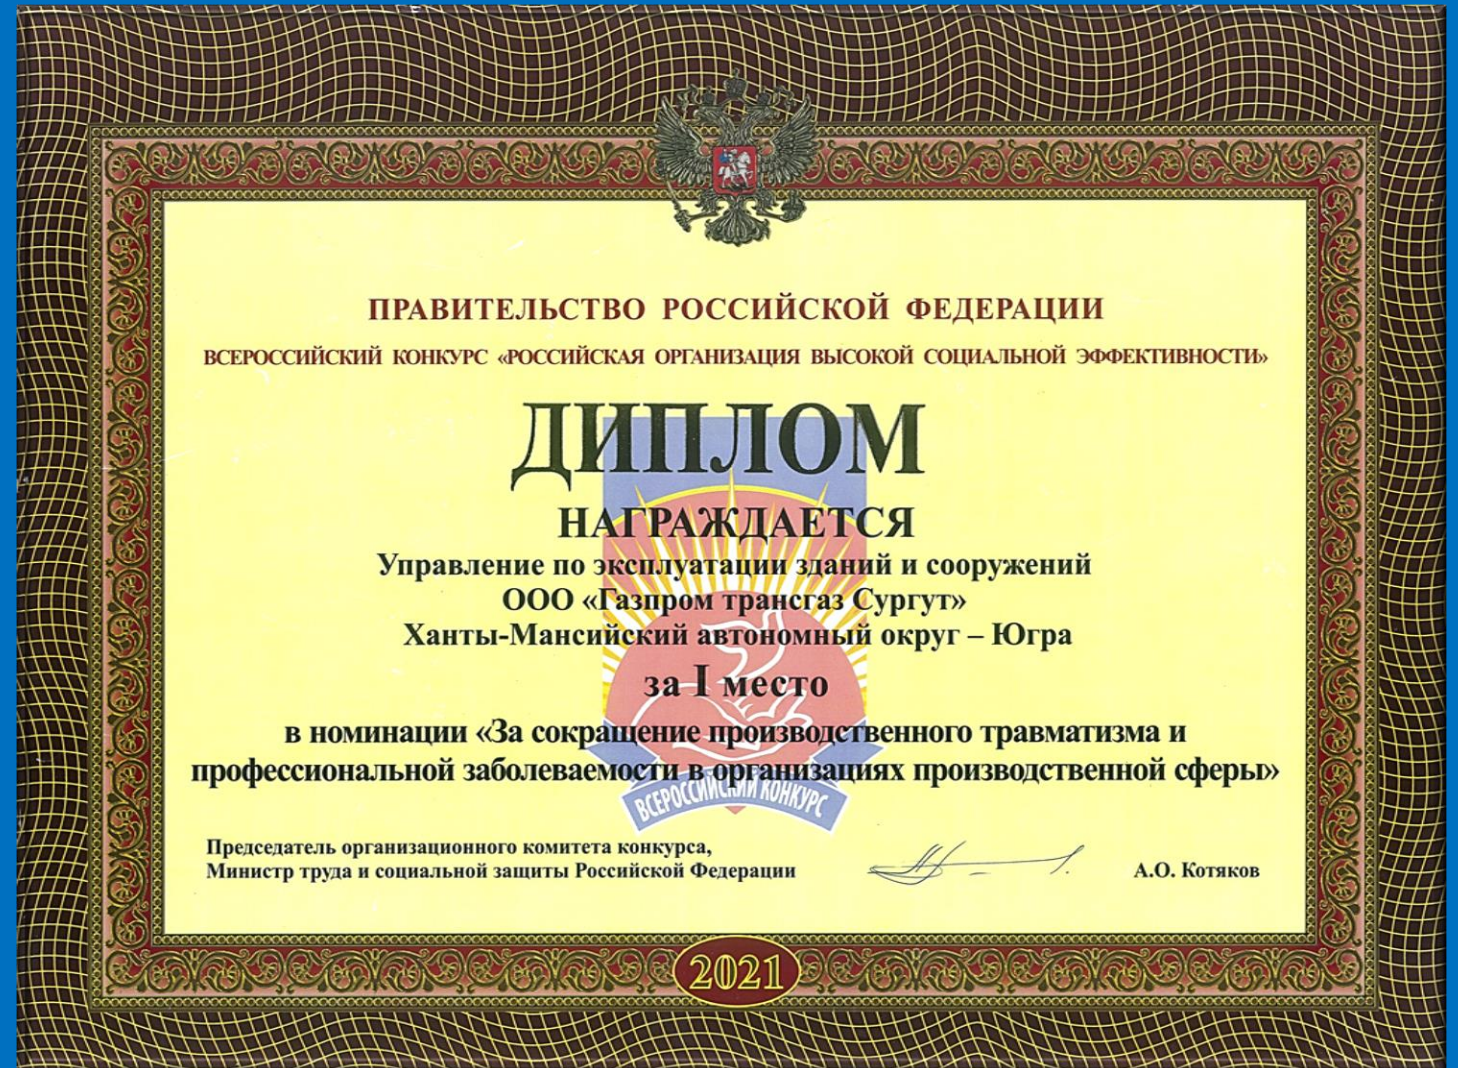 ПРАВИТЕЛЬСТВО РОССИЙСКОЙ ФЕДЕРАЦИИ
ВСЕРОССИЙСКИЙ КОНКУРС «РОССИЙСКАЯ ОРГАНИЗАЦИЯ ВЫСОКОЙ СОЦИАЛЬНОЙ ЭФФЕКТИВНОСТИ»
ДИПЛОМ
НАГРАЖДАЕТСЯ
Управление по эксплуатации зданий и сооружений
ООО «Газпром трансгаз Сургут»
Ханты-Мансийский автономный округ – Югра
за I место
в номинации «За сокращение производственного травматизма и
профессиональной заболеваемости в организациях производственной сферы»
ВСЕРОССИЙСКИЙ КОНКУРС
Председатель организационного комитета конкурса,
Министр труда и социальной защиты Российской Федерации
А.О. Котяков
2021